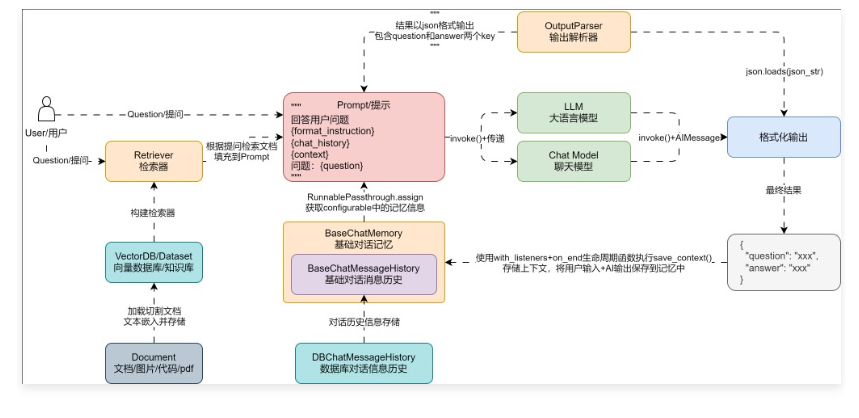 """
结果以json格式输出
包含question和answer两个key
"""
OutputParser
输出解析器
json.loads(json_str)
User/用户
Question/提问
Question/提问
Retriever
检索器
根据提问检索文档
填充到Prompt
"""
Prompt/提示
回答用户问题
{format_instruction}
{chat_history}
{context}
问题：{question}
"""
invoke()+传递
LLM
大语言模型
Chat Model
聊天模型
invoke()+AIMessage
格式化输出
最终结果
{
"question": "xxx",
"answer": "xxx"
}
构建检索器
VectorDB/Dataset
向量数据库/知识库
加载切割文档
文本嵌入并存储
Document
文档/图片/代码/pdf
RunnablePassthrough.assign
获取configurable中的记忆信息
BaseChatMemory
基础对话记忆
BaseChatMessageHistory
基础对话消息历史
使用with_listeners+on_end生命周期函数执行save_context()
存储上下文，将用户输入+AI输出保存到记忆中
对话历史信息存储
DBChatMessageHistory
数据库对话信息历史